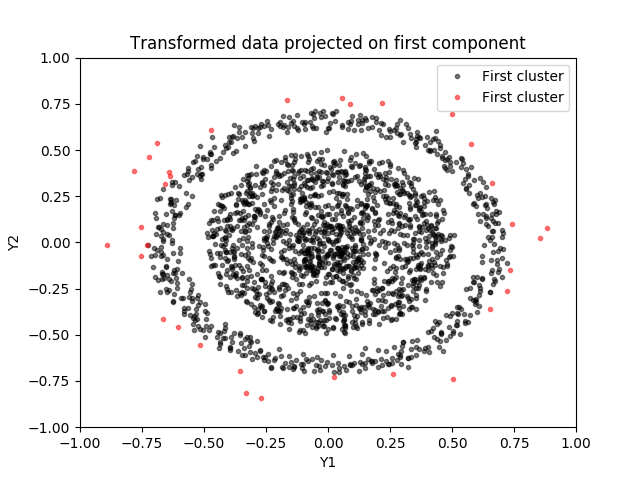 Transformed data projected on first component
First cluster
First cluster
1.00
0.75
0.50
0.25
0.00
−0.25
−0.50
−0.75
−1.00
Y2
−1.00 −0.75 −0.50 −0.25 0.00 0.25 0.50 0.75 1.00
Y1